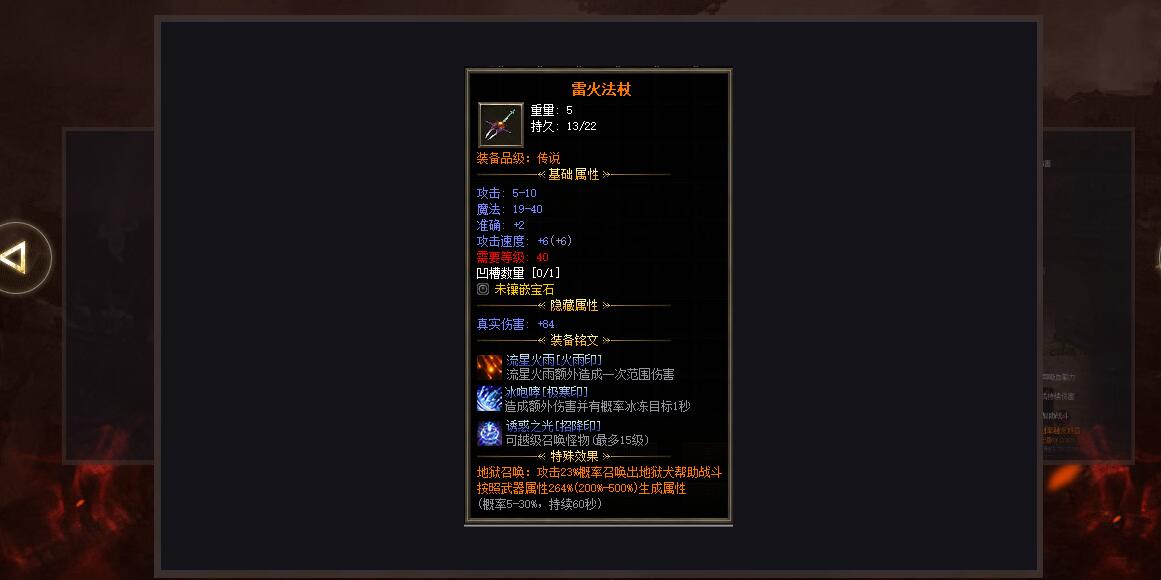 雷火法杖
重量: 5
持久: 13/22
装备品级: 传说
基础属性
攻击: 5-10
魔法: 19-40
准确: +2
攻击速度: +6(+6)
需要等级: 40
凹槽数量 [0/1]
未镶嵌宝石
隐藏属性
真实伤害: +84
装备铭文
流星火雨[火雨印]
流星火雨额外造成一次范围伤害
冰咆哮[极寒印]
造成额外伤害并有概率冰冻目标1秒
诱惑之光[招降印]
可越级召唤怪物(最多15级)
特殊效果
地狱召唤: 攻击23%概率召唤出地狱犬帮助战斗
按照武器属性264%(200%-500%)生成属性
(概率5-30%, 持续60秒)